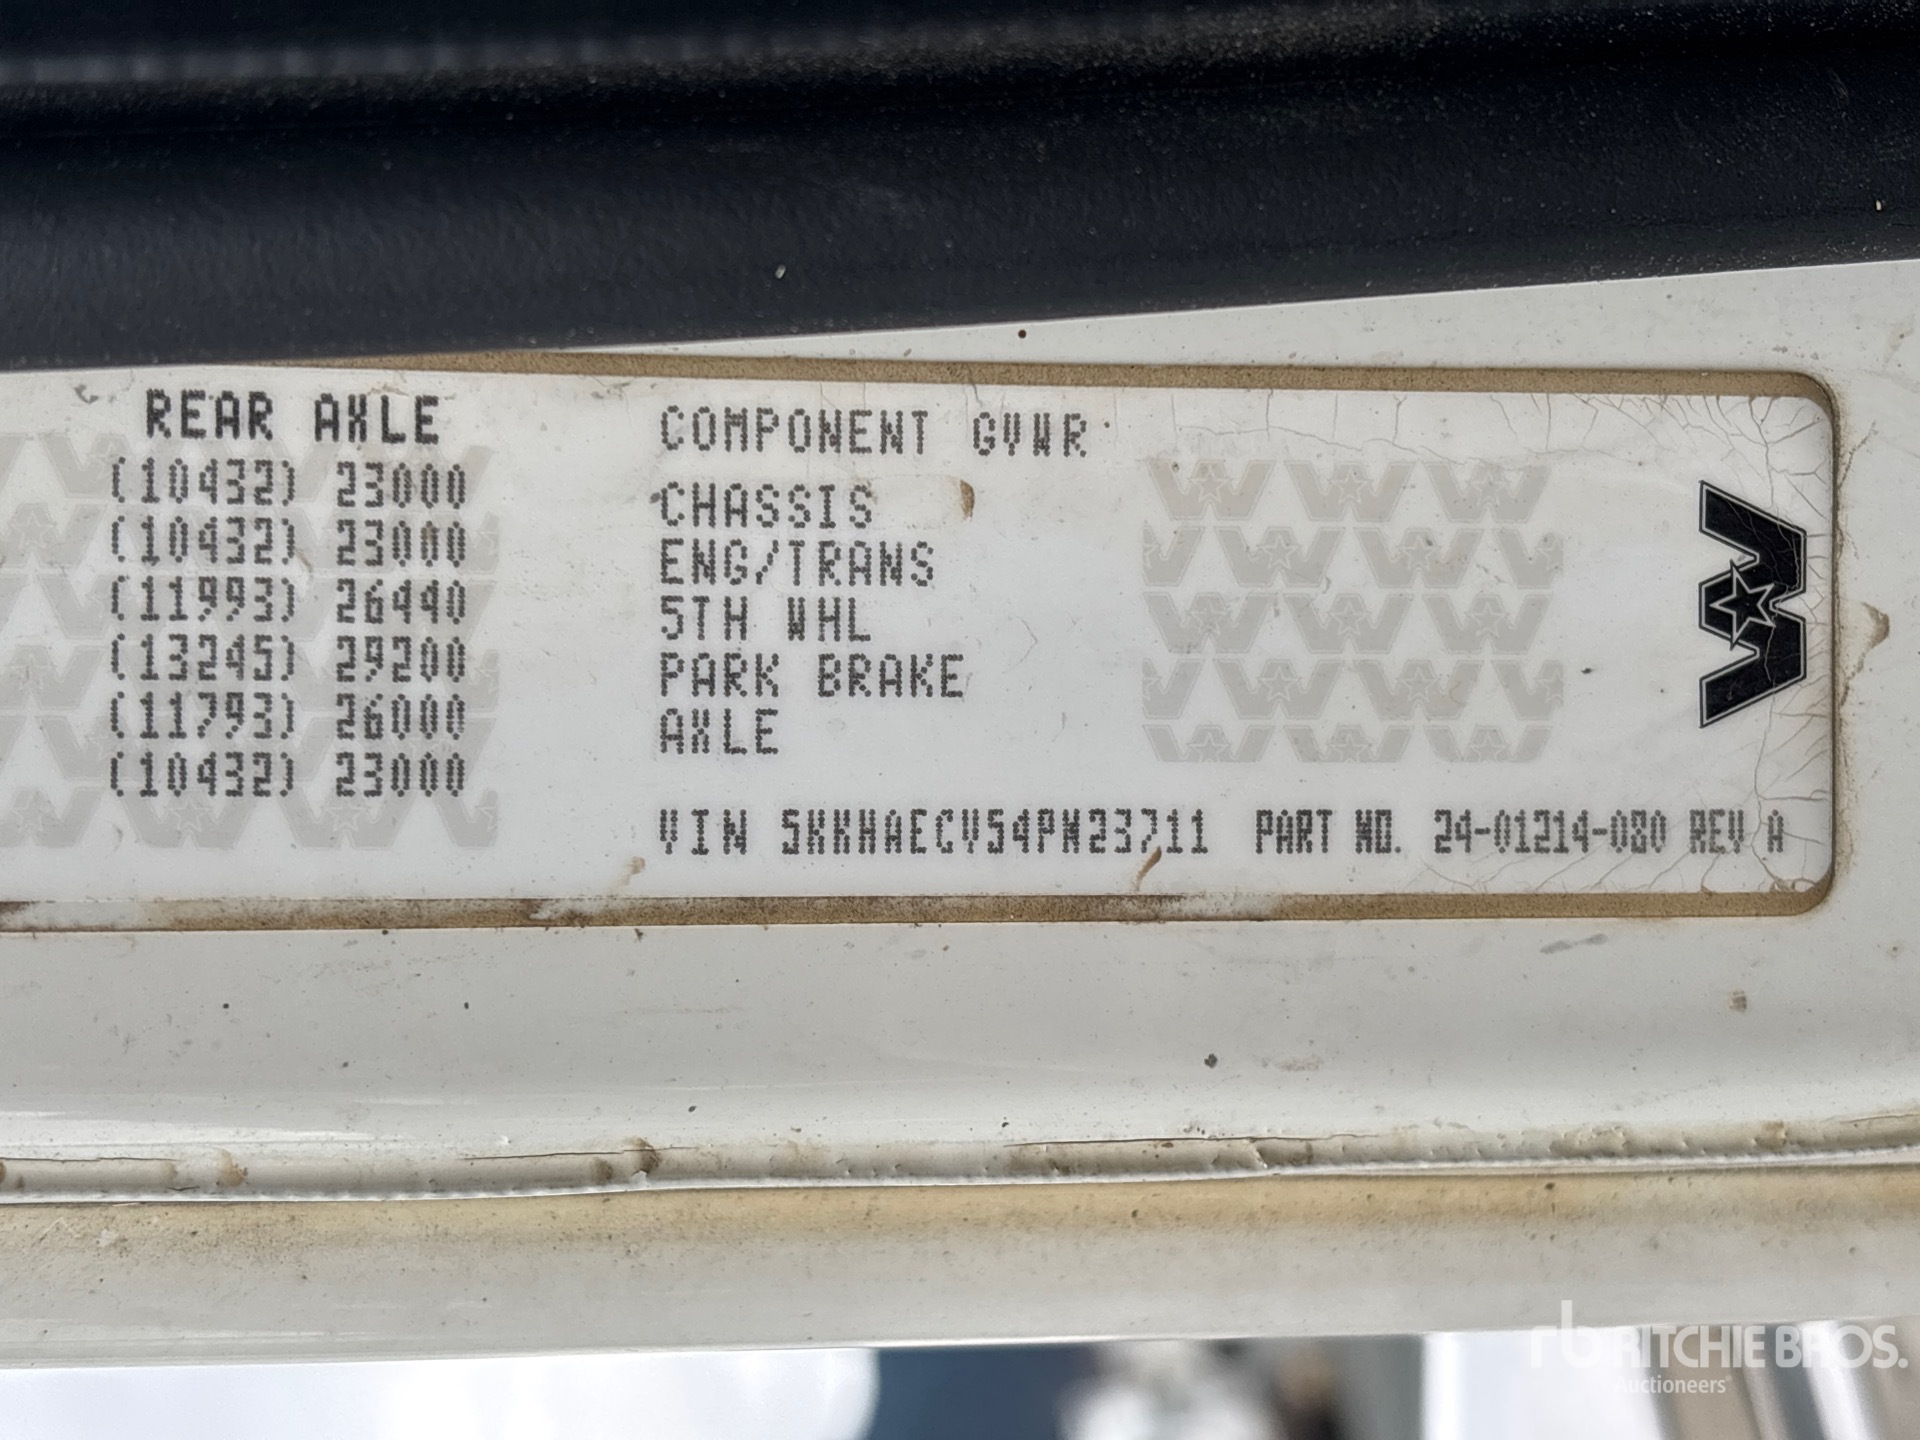 REAR AXLE
(10432) 23000
(10432) 23000
(11993) 26440
(13245) 29200
(11793) 26000
(10432) 23000
COMPONENT GVWR
CHASSIS
ENG/TRANS
5TH WHL
PARK BRAKE
AXLE
VIN 5KKHAECV54PN23711 PART NO. 24-01214-080 REV A
rb RITCHIE BROS.
Auctioneers